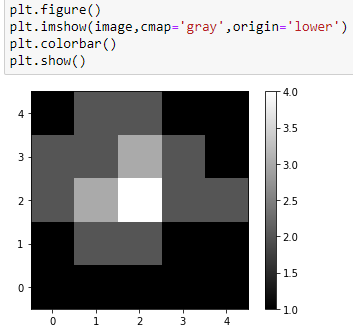 plt.figure()
plt.imshow(image,cmap='gray',origin='lower')
plt.colorbar()
plt.show()
4
3
2
1
0
0 1 2 3 4
4.0
3.5
3.0
2.5
2.0
1.5
1.0